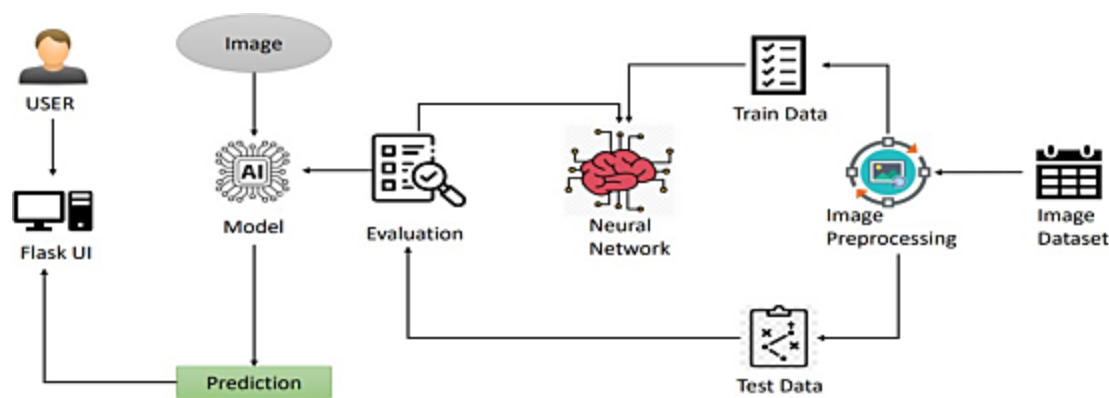 Image
USER
AI
Model
Flask UI
Evaluation
Neural
Network
Train Data
Image
Preprocessing
Image
Dataset
Prediction
Test Data